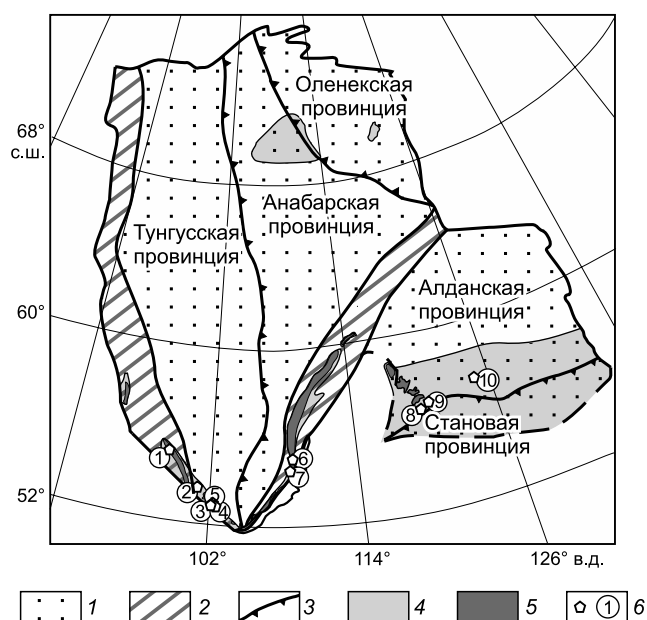 Оленекская
провинция
68°
с.ш.
Анабарская
провинция
Тунгусская
провинция
Алданская
провинция
60°
10
9
8
Становая
провинция
1
6
7
2
5
52°
3
4
102°
114°
126° в.д.
1
2
3
4
5
1
6